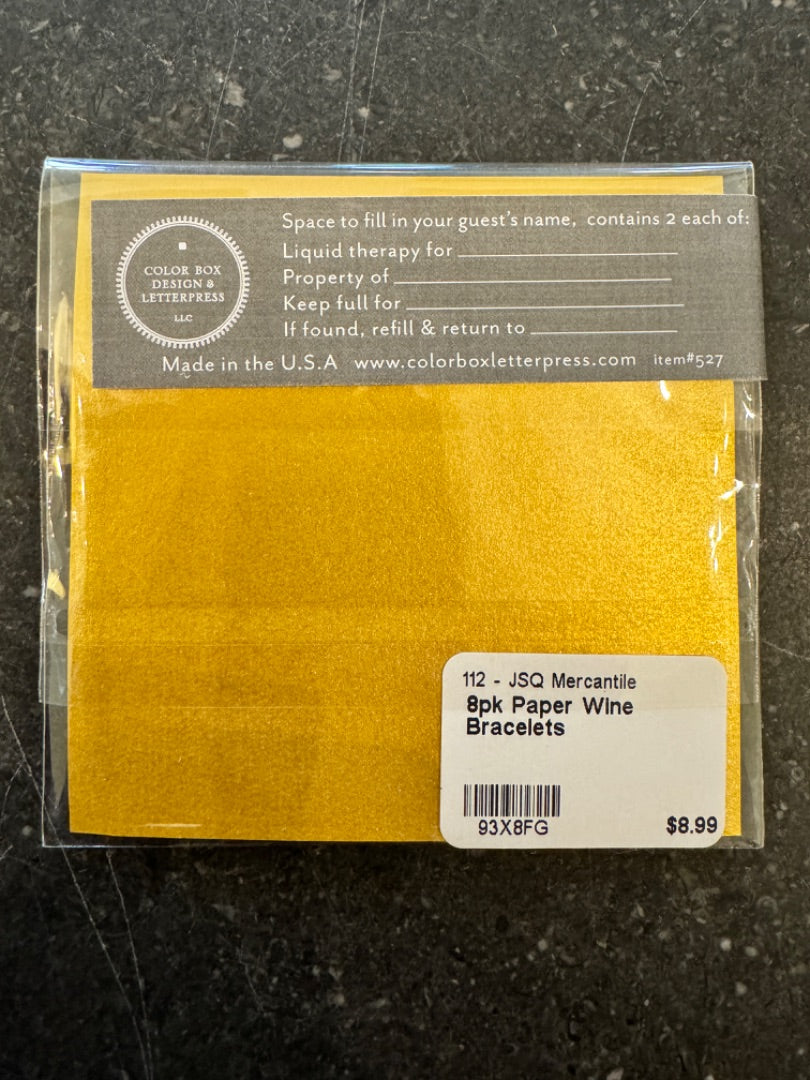 COLOR BOX
DESIGN &
LETTERPRESS
LLC
Space to fill in your guest's name, contains 2 each of:
Liquid therapy for
Property of
Keep full for
If found, refill & return to
Made in the U.S.A www.colorboxletterpress.com item#527
112 - JSQ Mercantile
8pk Paper Wine
Bracelets
93X8FG
$8.99